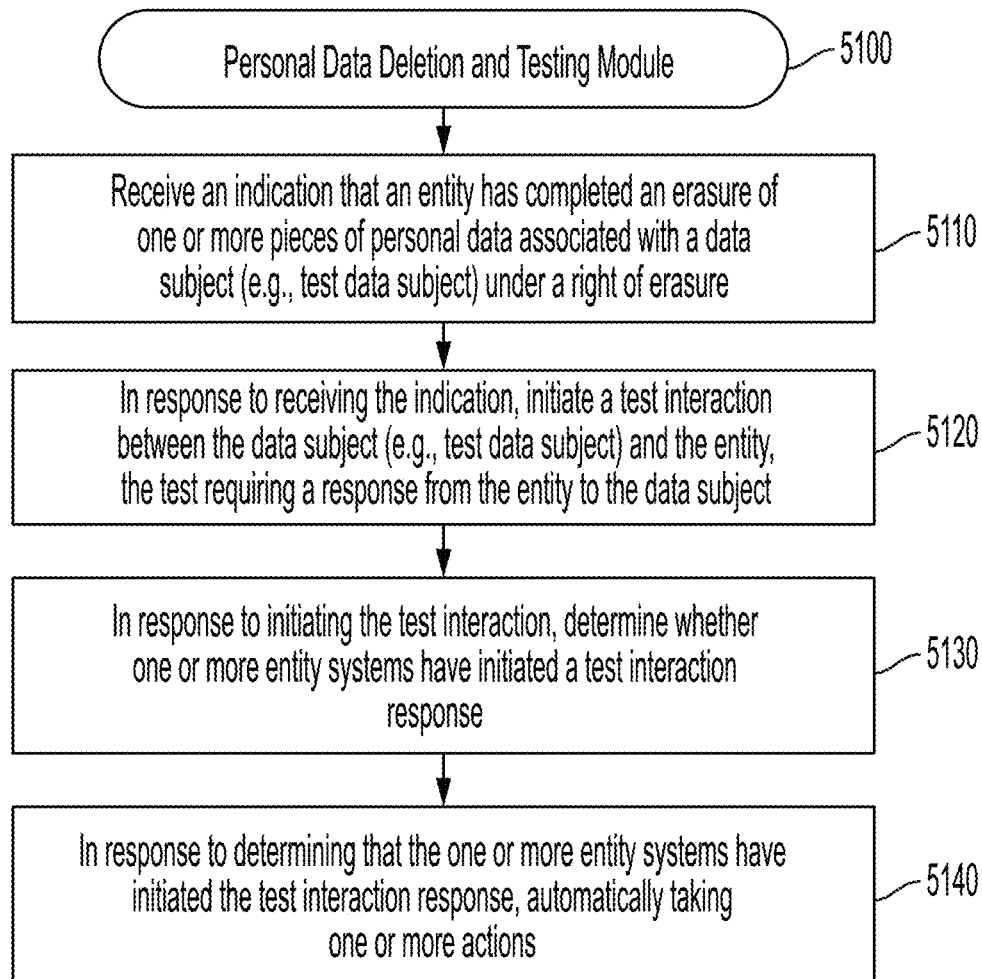 Personal Data Deletion and Testing Module
5100
Receive an indication that an entity has completed an erasure of
one or more pieces of personal data associated with a data
subject (e.g., test data subject) under a right of erasure
5110
In response to receiving the indication, initiate a test interaction
between the data subject (e.g., test data subject) and the entity,
the test requiring a response from the entity to the data subject
5120
In response to initiating the test interaction, determine whether
one or more entity systems have initiated a test interaction
response
5130
In response to determining that the one or more entity systems have
initiated the test interaction response, automatically taking
one or more actions
5140